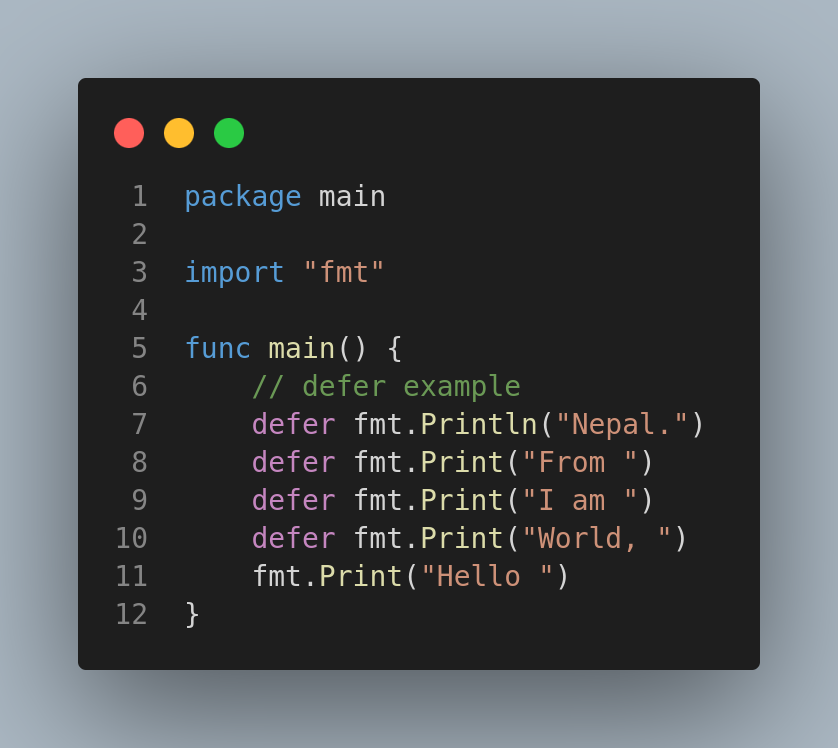 1 package main
2
3 import "fmt"
4
5 func main() {
6     // defer example
7     defer fmt.Println("Nepal.")
8     defer fmt.Print("From ")
9     defer fmt.Print("I am ")
10     defer fmt.Print("World, ")
11     fmt.Print("Hello ")
12 }